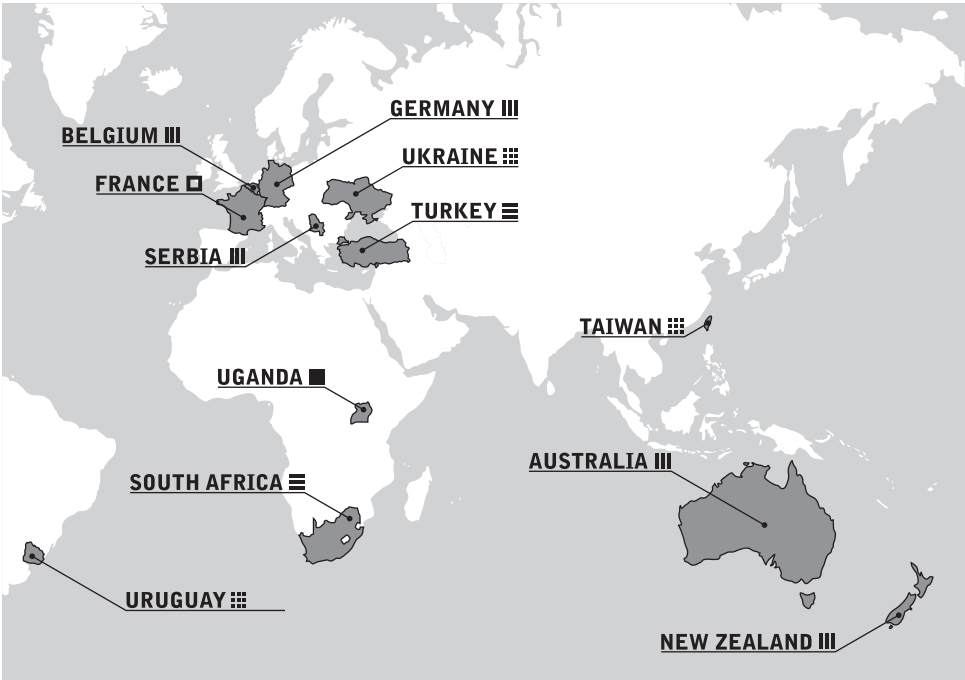 GERMANY
BELGIUM
UKRAINE
FRANCE
TURKEY
SERBIA
TAIWAN
UGANDA
AUSTRALIA
SOUTH AFRICA
URUGUAY
NEW ZEALAND